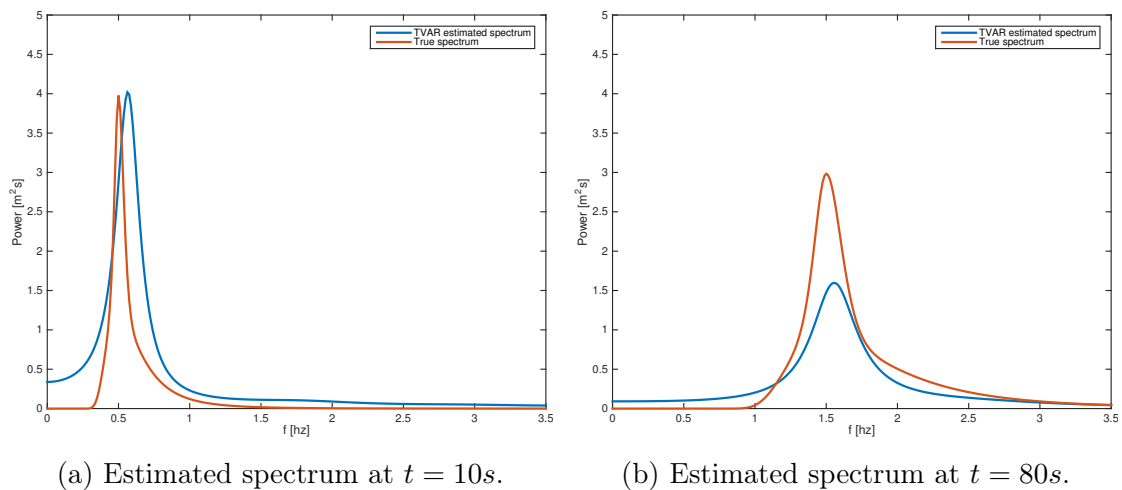 5
4.5
4
3.5
3
2.5
2
1.5
1
0.5
0
Power [m²s]
0 0.5 1 1.5 2 2.5 3 3.5
f [hz]
TVAR estimated spectrum
True spectrum
(a) Estimated spectrum at t = 10s.
5
4.5
4
3.5
3
2.5
2
1.5
1
0.5
0
Power [m²s]
0 0.5 1 1.5 2 2.5 3 3.5
f [hz]
TVAR estimated spectrum
True spectrum
(b) Estimated spectrum at t = 80s.